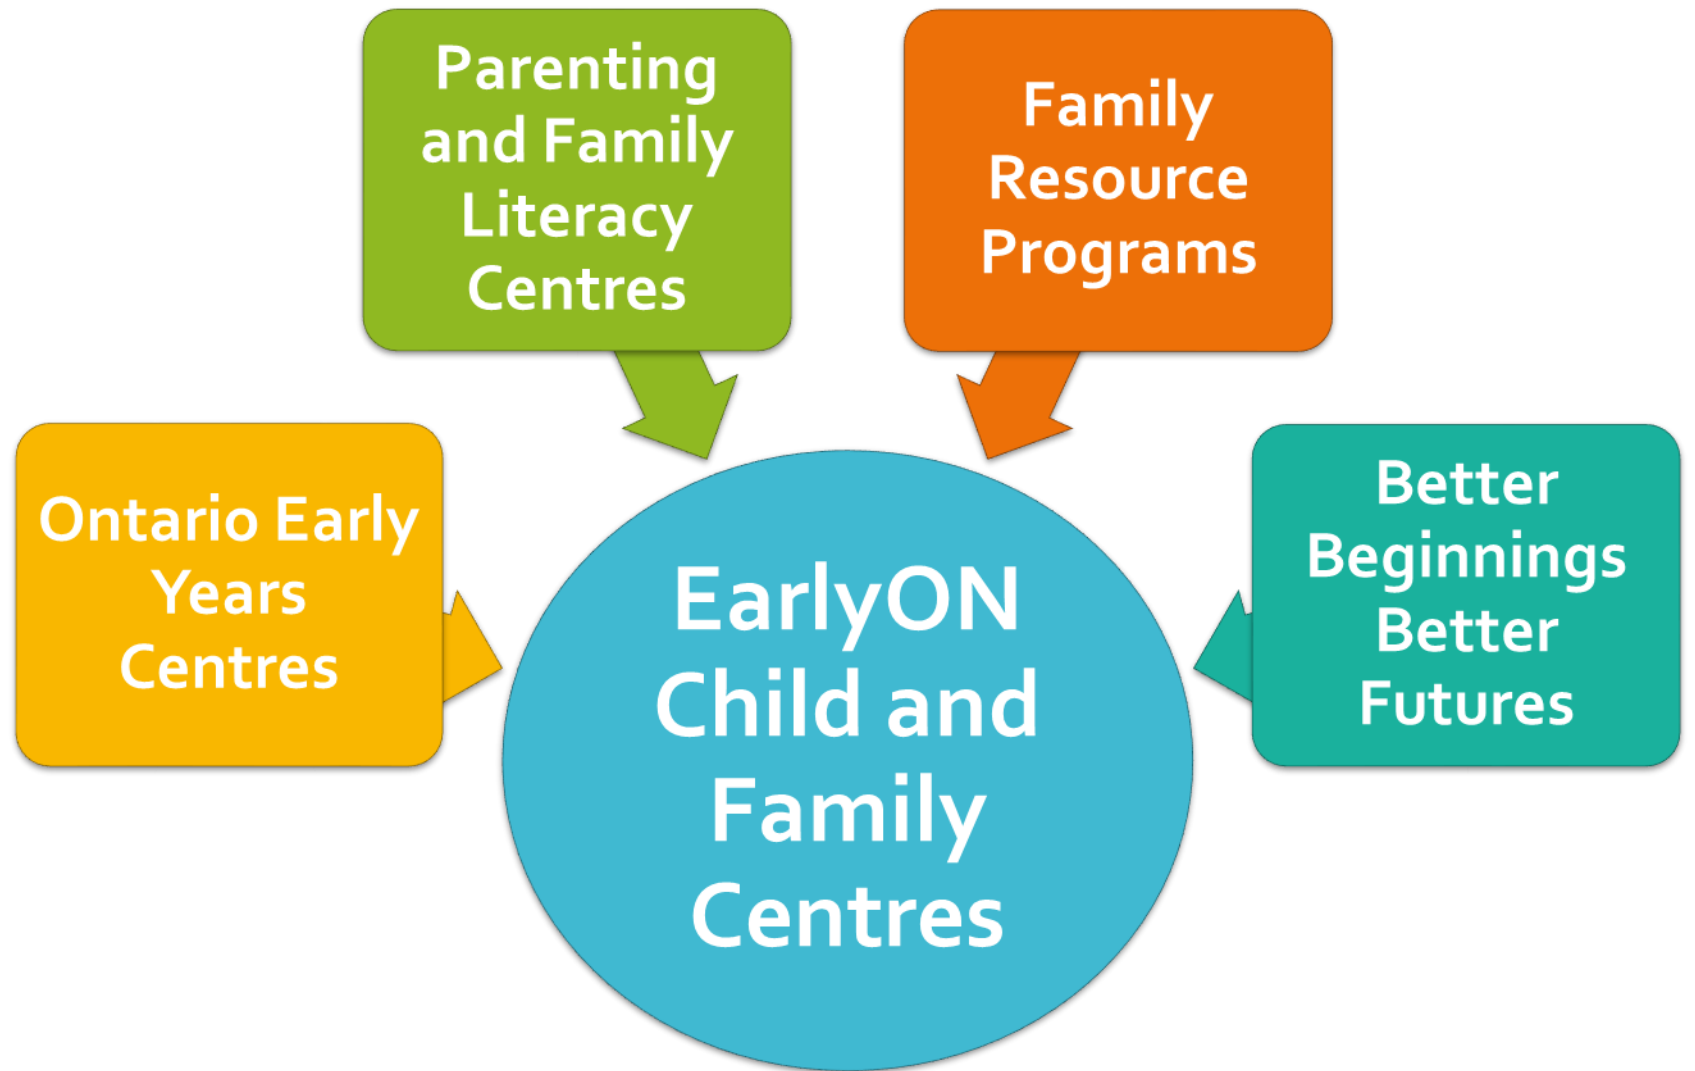 Parenting
and Family
Literacy
Centres
Family
Resource
Programs
Ontario Early
Years
Centres
Better
Beginnings
Better
Futures
EarlyON
Child and
Family
Centres